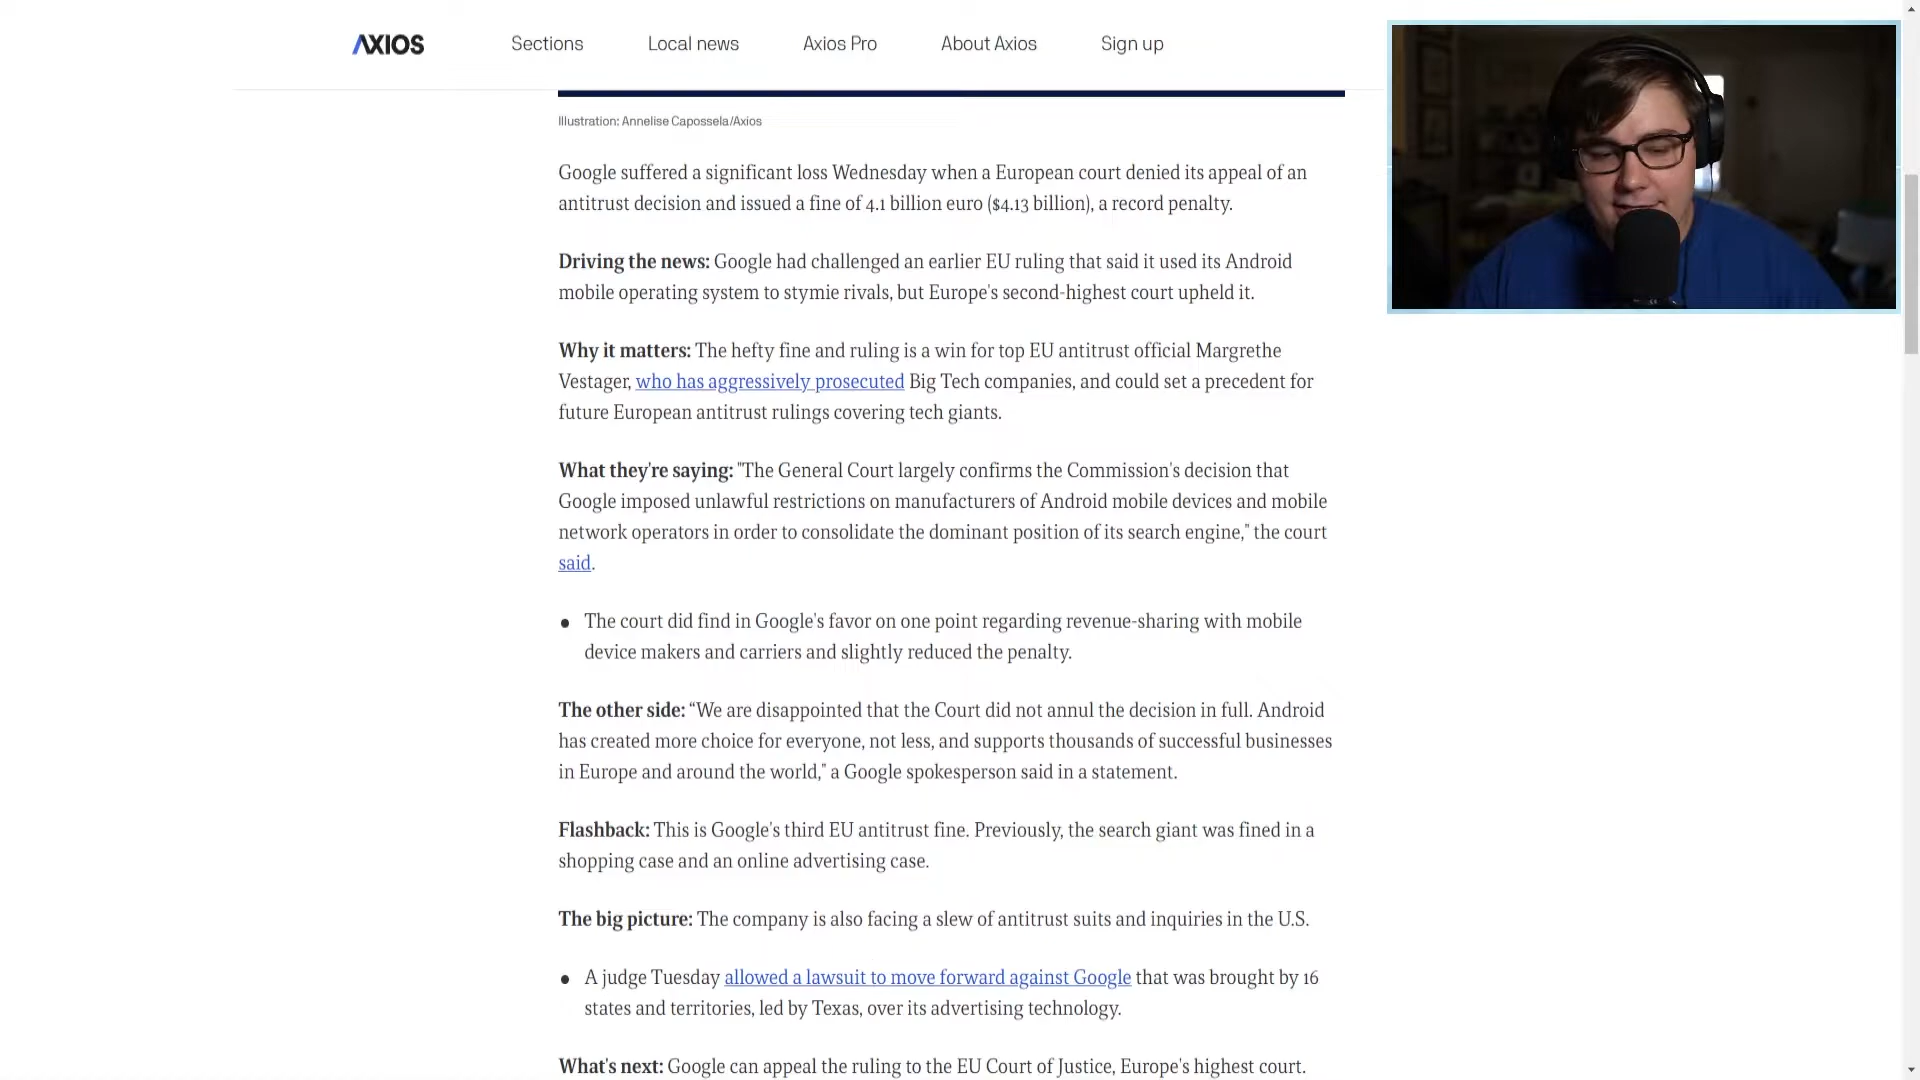 AXIOS Sections Local news Axios Pro About Axios Sign up
Illustration: Annelise Capossela/Axios
Google suffered a significant loss Wednesday when a European court denied its appeal of an
antitrust decision and issued a fine of 4.1 billion euro ($4.13 billion), a record penalty.
Driving the news: Google had challenged an earlier EU ruling that said it used its Android
mobile operating system to stymie rivals, but Europe's second-highest court upheld it.
Why it matters: The hefty fine and ruling is a win for top EU antitrust official Margrethe
Vestager, who has aggressively prosecuted Big Tech companies, and could set a precedent for
future European antitrust rulings covering tech giants.
What they're saying: "The General Court largely confirms the Commission's decision that
Google imposed unlawful restrictions on manufacturers of Android mobile devices and mobile
network operators in order to consolidate the dominant position of its search engine," the court
said.
• The court did find in Google's favor on one point regarding revenue-sharing with mobile
device makers and carriers and slightly reduced the penalty.
The other side: “We are disappointed that the Court did not annul the decision in full. Android
has created more choice for everyone, not less, and supports thousands of successful businesses
in Europe and around the world," a Google spokesperson said in a statement.
Flashback: This is Google's third EU antitrust fine. Previously, the search giant was fined in a
shopping case and an online advertising case.
The big picture: The company is also facing a slew of antitrust suits and inquiries in the U.S.
• A judge Tuesday allowed a lawsuit to move forward against Google that was brought by 16
states and territories, led by Texas, over its advertising technology.
What's next: Google can appeal the ruling to the EU Court of Justice, Europe's highest court.